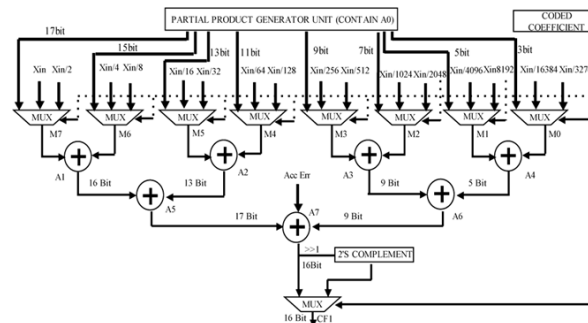 PARTIAL PRODUCT GENERATOR UNIT (CONTAIN A0)
CODED
COEFFICIENT
17bit
15bit
13bit
11bit
9bit
7bit
5bit
3bit
Xin
Xin/2
Xin/4
Xin/8
Xin/16
Xin/32
Xin/64
Xin/128
Xin/256
Xin/512
Xin/1024
Xin/2048
Xin/4096
Xin8192
Xin/16384
Xin/327
MUX
MUX
MUX
MUX
MUX
MUX
MUX
MUX
M7
M6
M5
M4
M3
M2
M1
M0
A1
A2
A3
A4
16 Bit
13 Bit
9 Bit
5 Bit
Acc Err
A5
A7
A6
17 Bit
9 Bit
>>1
16Bit
2'S COMPLEMENT
MUX
16 Bit
CF1